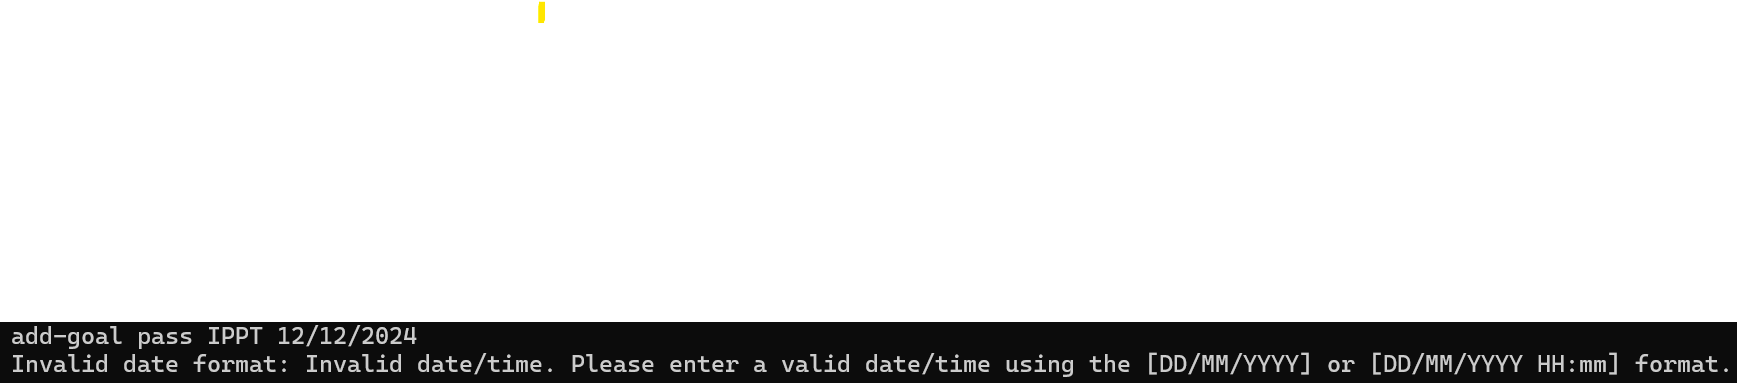 add-goal pass IPPT 12/12/2024
Invalid date format: Invalid date/time. Please enter a valid date/time using the [DD/MM/YYYY] or [DD/MM/YYYY HH:mm] format.